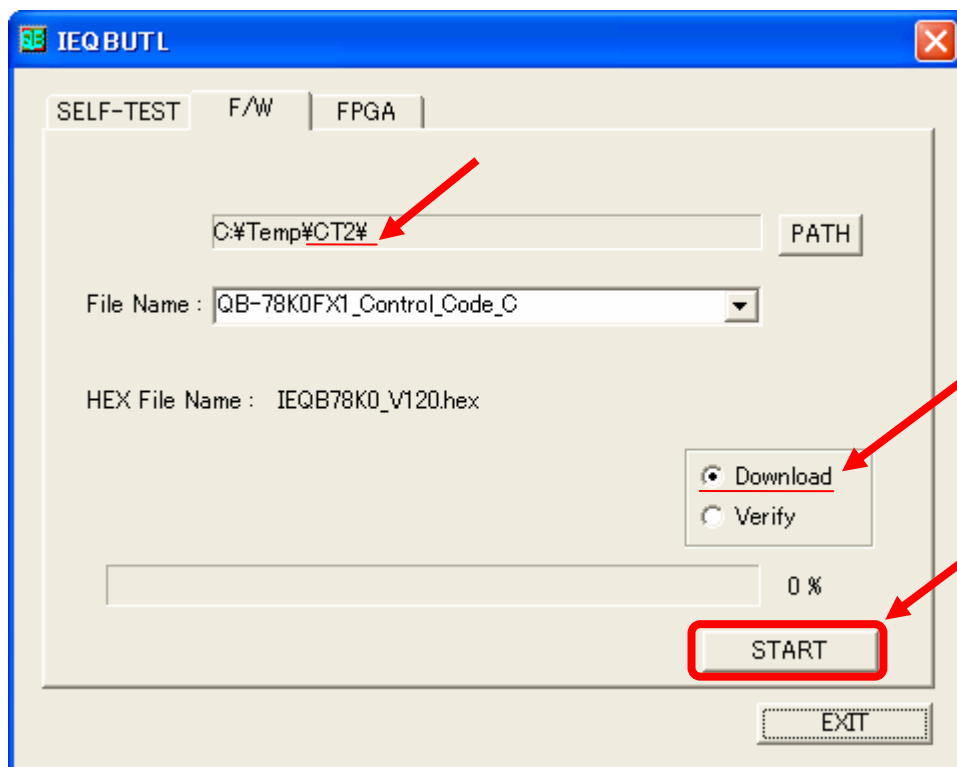 IEQBUTL
SELF-TEST F/W FPGA
C:¥Temp¥CT2¥ PATH
File Name : QB-78K0FX1_Control_Code_C
HEX File Name : IEQB78K0_V120.hex
Download
Verify
0 %
START
EXIT